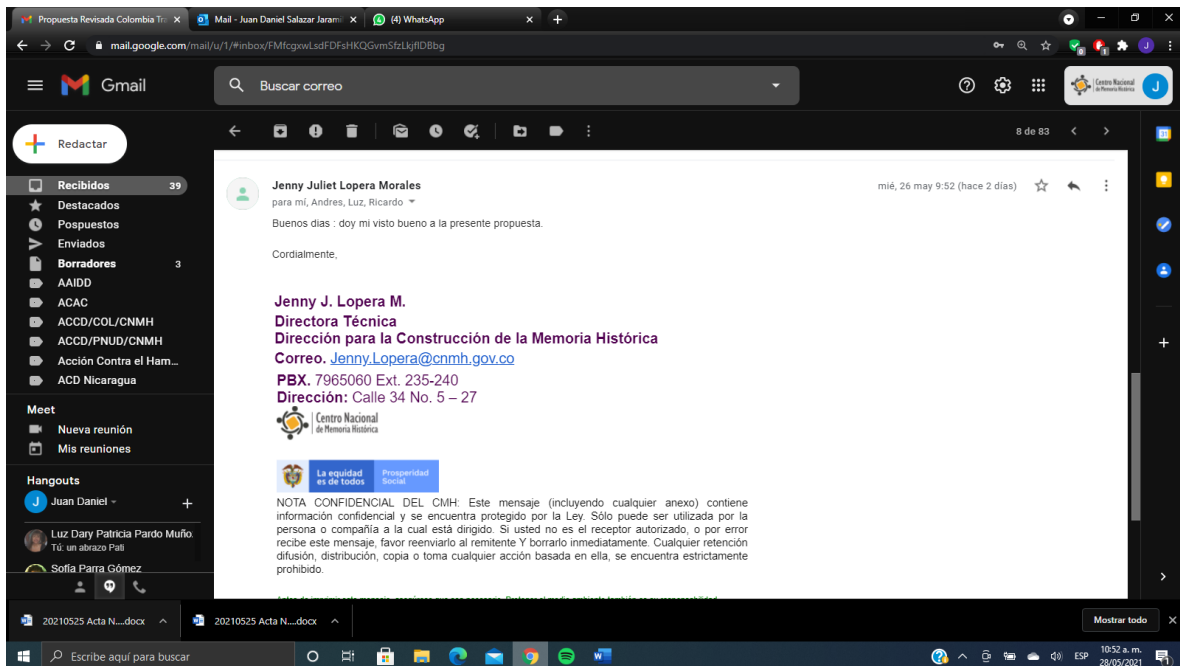 Propuesta Revisada Colombia Tr
Mail - Juan Daniel Salazar Jarami
(4) WhatsApp
mail.google.com/mail/u/1/#inbox/FMfcgxwLsdFDFsHKQGvmSfzLkjflDBbg
Gmail
Buscar correo
Centro Nacional
de Memoria Histórica
J
Redactar
8 de 83
Recibidos 39
Destacados
Pospuestos
Enviados
Borradores 3
AAIDD
ACAC
ACCD/COL/CNMH
ACCD/PNUD/CNMH
Acción Contra el Ham...
ACD Nicaragua
Meet
Nueva reunión
Mis reuniones
Hangouts
J Juan Daniel
Luz Dary Patricia Pardo Muño
Tú: un abrazo Pati
Sofía Parra Gómez
Jenny Juliet Lopera Morales
mié, 26 may 9:52 (hace 2 días)
para mí, Andres, Luz, Ricardo
Buenos dias : doy mi visto bueno a la presente propuesta.
Cordialmente,
Jenny J. Lopera M.
Directora Técnica
Dirección para la Construcción de la Memoria Histórica
Correo. Jenny.Lopera@cnmh.gov.co
PBX. 7965060 Ext. 235-240
Dirección: Calle 34 No. 5 – 27
Centro Nacional
de Memoria Histórica
La equidad
es de todos
Prosperidad
Social
NOTA CONFIDENCIAL DEL CMH: Este mensaje (incluyendo cualquier anexo) contiene
información confidencial y se encuentra protegido por la Ley. Sólo puede ser utilizada por la
persona o compañía a la cual está dirigido. Si usted no es el receptor autorizado, o por error
recibe este mensaje, favor reenviarlo al remitente Y borrarlo inmediatamente. Cualquier retención
difusión, distribución, copia o toma cualquier acción basada en ella, se encuentra estrictamente
prohibido.
20210525 Acta N....docx
20210525 Acta N....docx
Mostrar todo
Escribe aquí para buscar
ESP
10:52 a. m.
28/05/2021